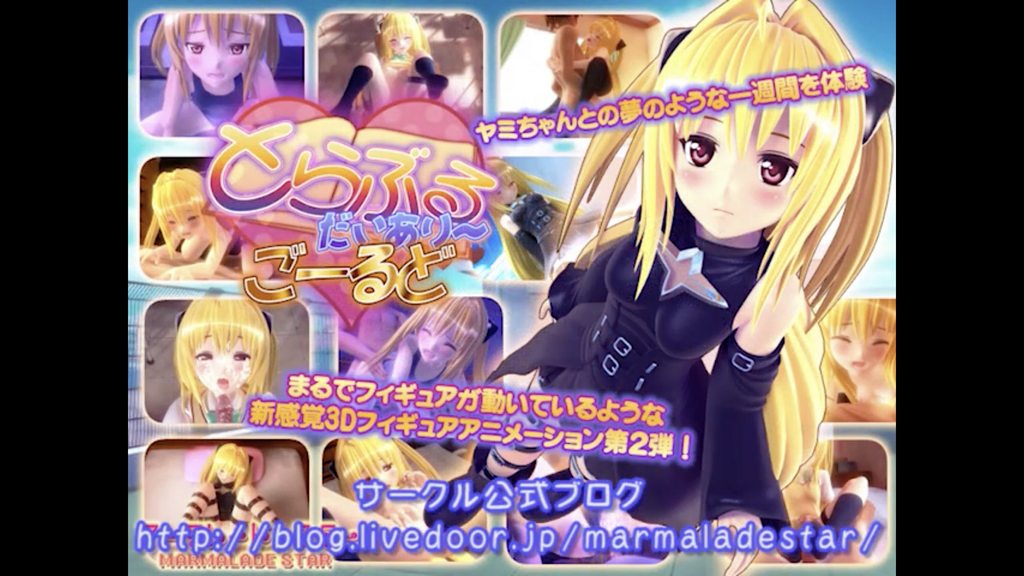 ヤミちゃんとの夢のような一週間を体験
とらぶる
だいあり～
ごーるど
まるでフィギュアが動いているような
新感覚3Dフィギュアアニメーション第2弾！
サークル公式ブログ
http://blog.livedoor.jp/marmaladestar/
MARMALADE STAR